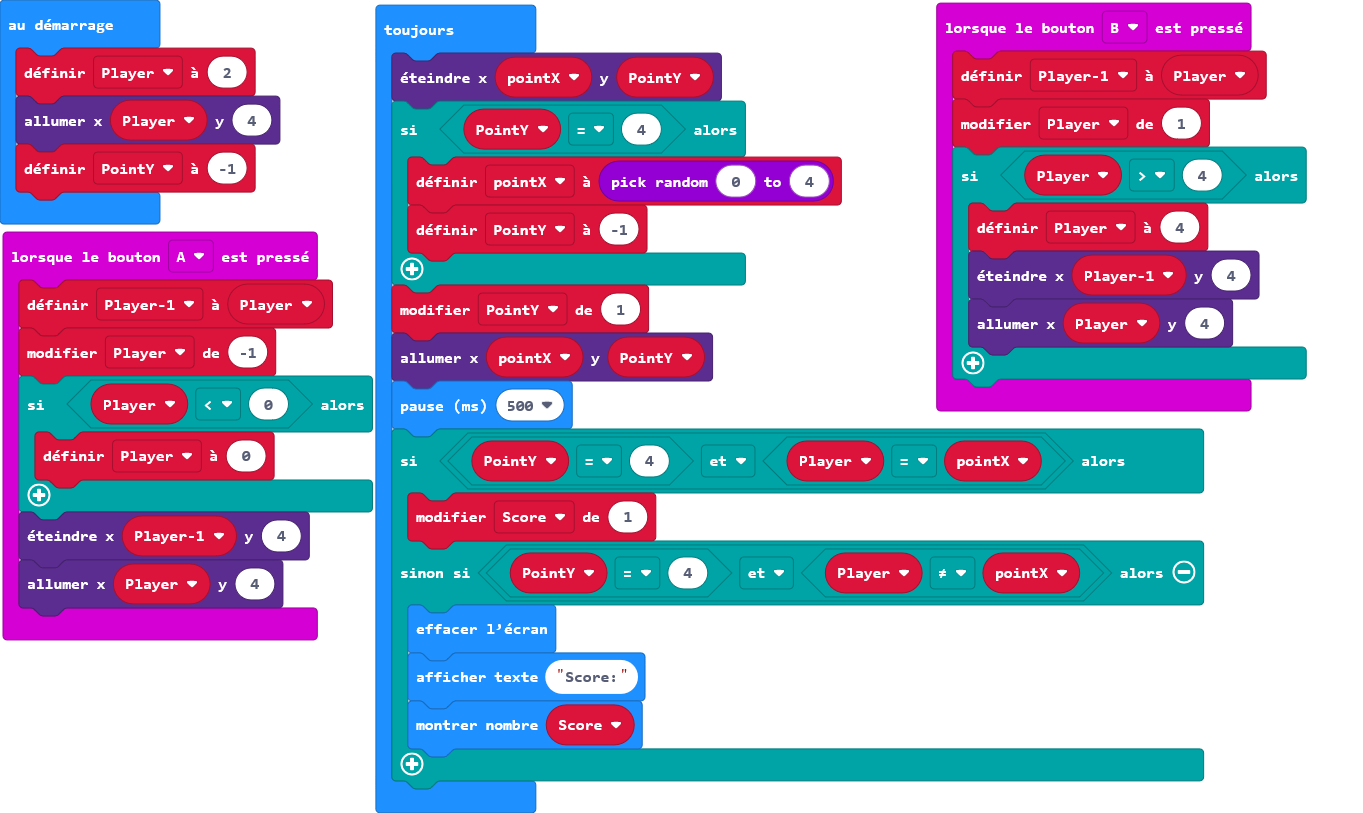 au démarrage
définir Player à 2
allumer x Player y 4
définir PointY à -1
lorsque le bouton A est pressé
définir Player-1 à Player
modifier Player de -1
si Player < 0 alors
définir Player à 0
éteindre x Player-1 y 4
allumer x Player y 4
toujours
éteindre x pointX y PointY
si PointY = 4 alors
définir pointX à pick random 0 to 4
définir PointY à -1
modifier PointY de 1
allumer x pointX y PointY
pause (ms) 500
si PointY = 4 et Player = pointX alors
modifier Score de 1
sinon si PointY = 4 et Player ≠ pointX alors
effacer l’écran
afficher texte "Score:"
montrer nombre Score
lorsque le bouton B est pressé
définir Player-1 à Player
modifier Player de 1
si Player > 4 alors
définir Player à 4
éteindre x Player-1 y 4
allumer x Player y 4